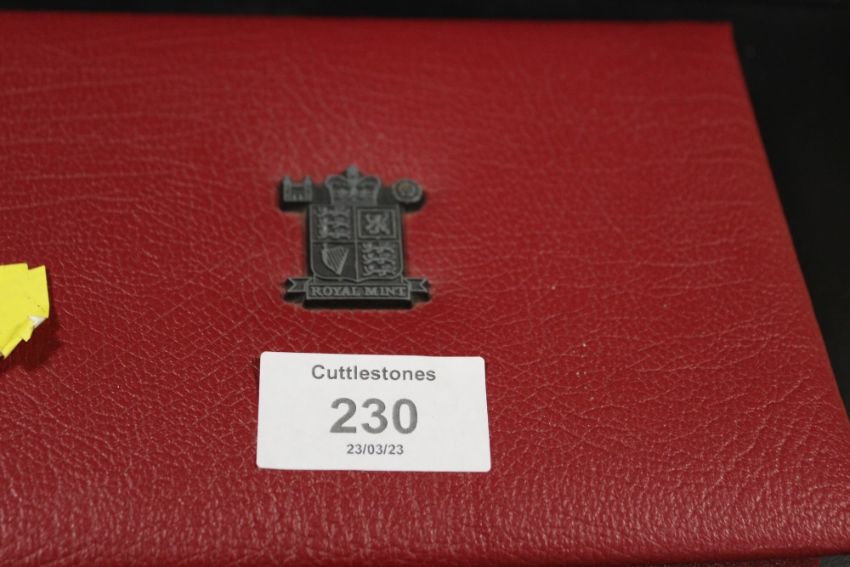 ROYAL MINT
Cuttlestones
230
23/03/23